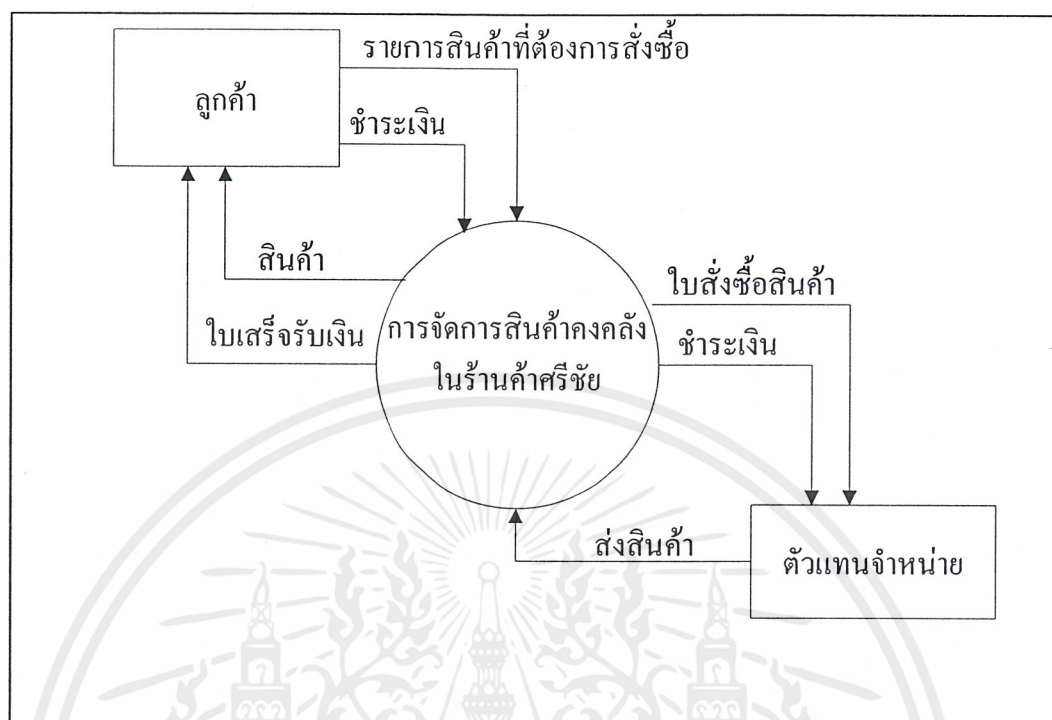 รายการสินค้าที่ต้องการสั่งซื้อ
ลูกค้า
ชำระเงิน
สินค้า
ใบสั่งซื้อสินค้า
ใบเสร็จรับเงิน
การจัดการสินค้าคงคลัง
ในร้านค้าศรีชัย
ชำระเงิน
ส่งสินค้า
ตัวแทนจำหน่าย